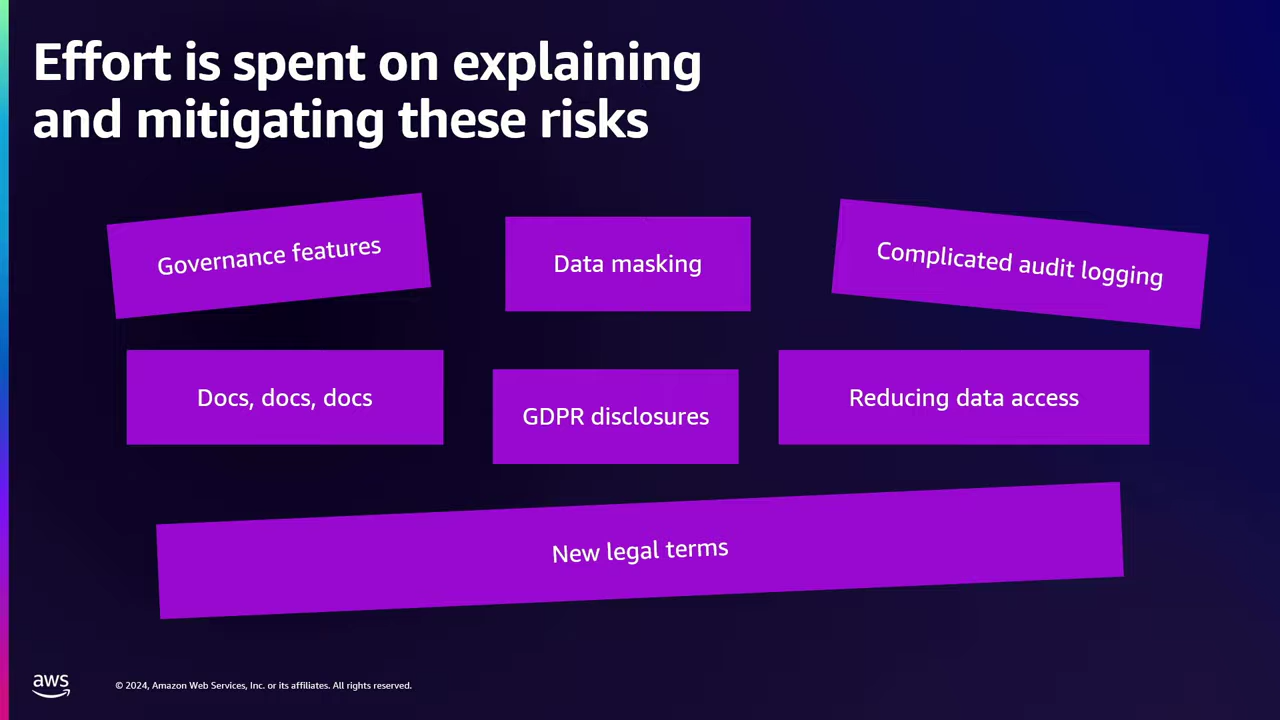 Effort is spent on explaining
and mitigating these risks
Governance features
Data masking
Complicated audit logging
Docs, docs, docs
GDPR disclosures
Reducing data access
New legal terms
aws
© 2024, Amazon Web Services, Inc. or its affiliates. All rights reserved.